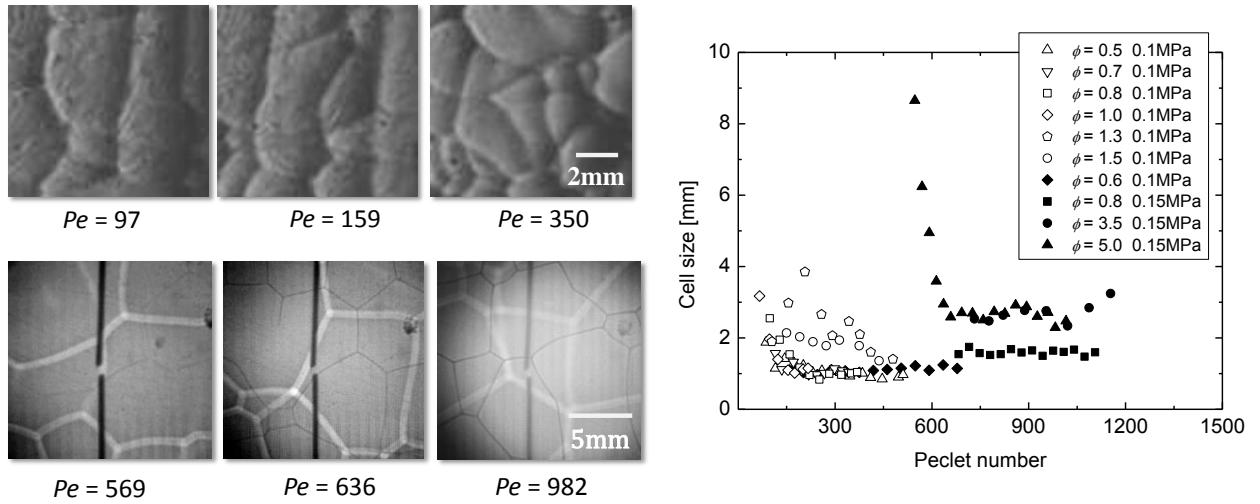 2mm
Pe = 97
Pe = 159
Pe = 350
5mm
Pe = 569
Pe = 636
Pe = 982
Cell size [mm]
10
8
6
4
2
0
300
600
900
1200
1500
Peclet number
ϕ = 0.5 0.1MPa
ϕ = 0.7 0.1MPa
ϕ = 0.8 0.1MPa
ϕ = 1.0 0.1MPa
ϕ = 1.3 0.1MPa
ϕ = 1.5 0.1MPa
ϕ = 0.6 0.1MPa
ϕ = 0.8 0.15MPa
ϕ = 3.5 0.15MPa
ϕ = 5.0 0.15MPa